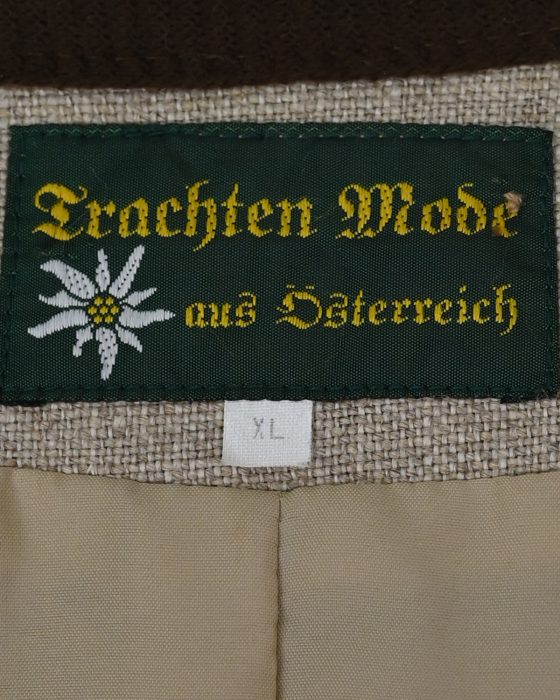 Trachten Mode
aus Österreich
XL